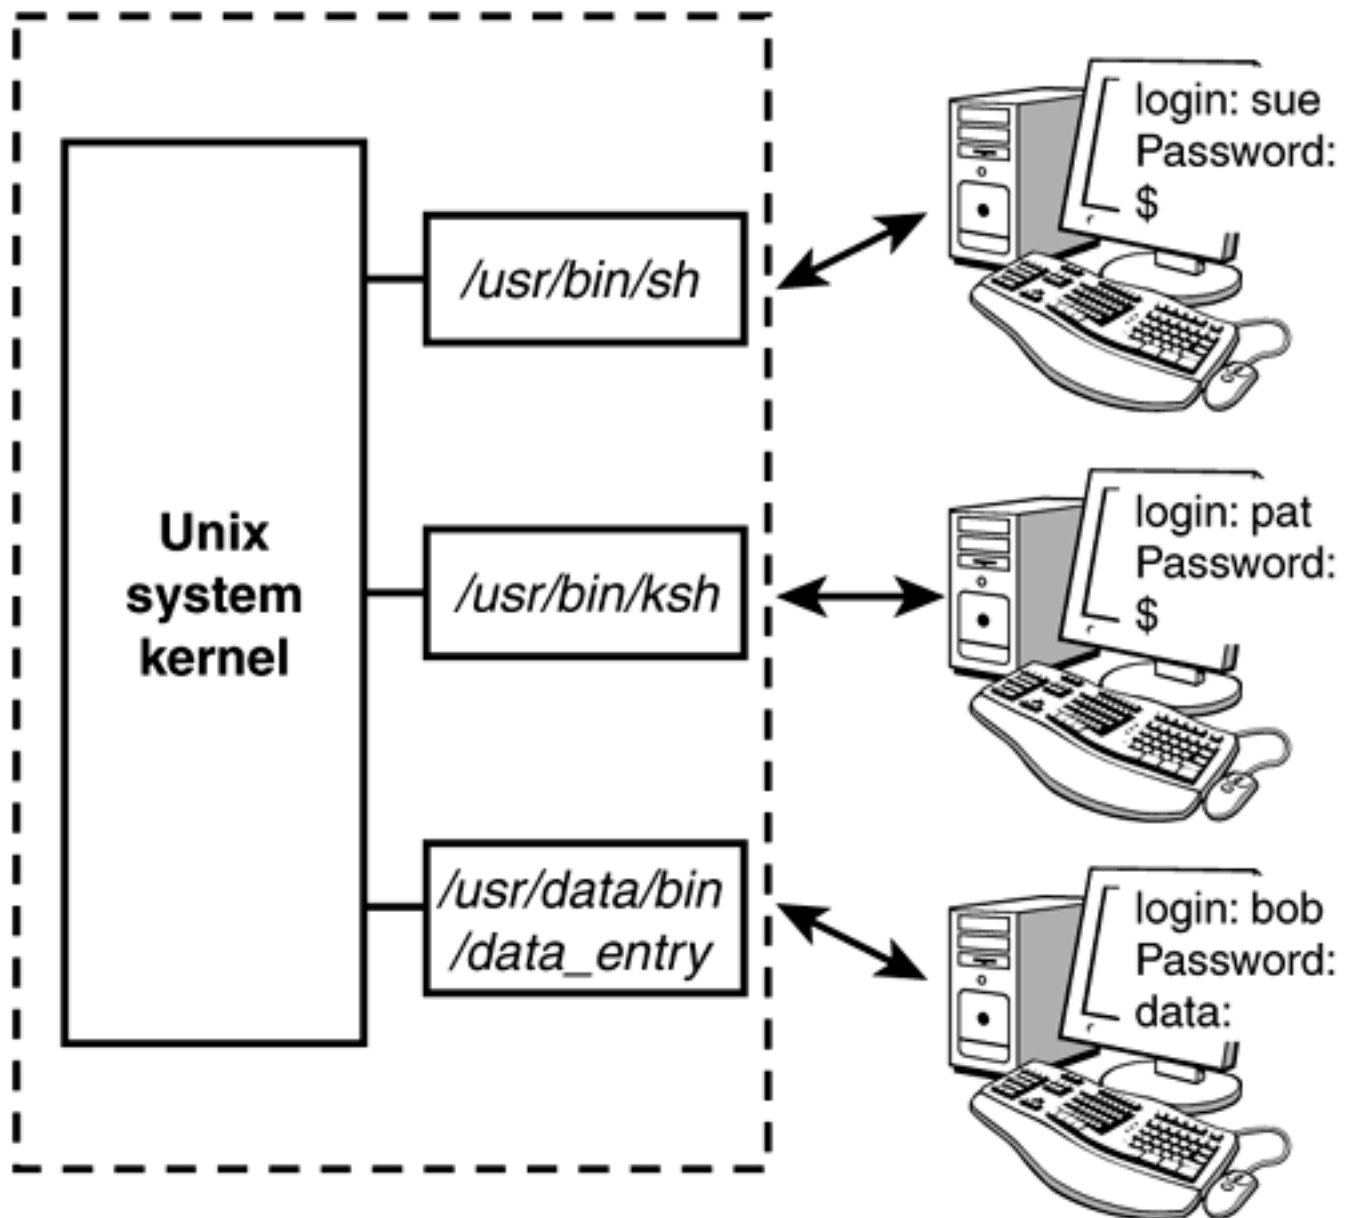 Unix
system
kernel
/usr/bin/sh
/usr/bin/ksh
/usr/data/bin
/data_entry
login: sue
Password:
$
login: pat
Password:
$
login: bob
Password:
data: